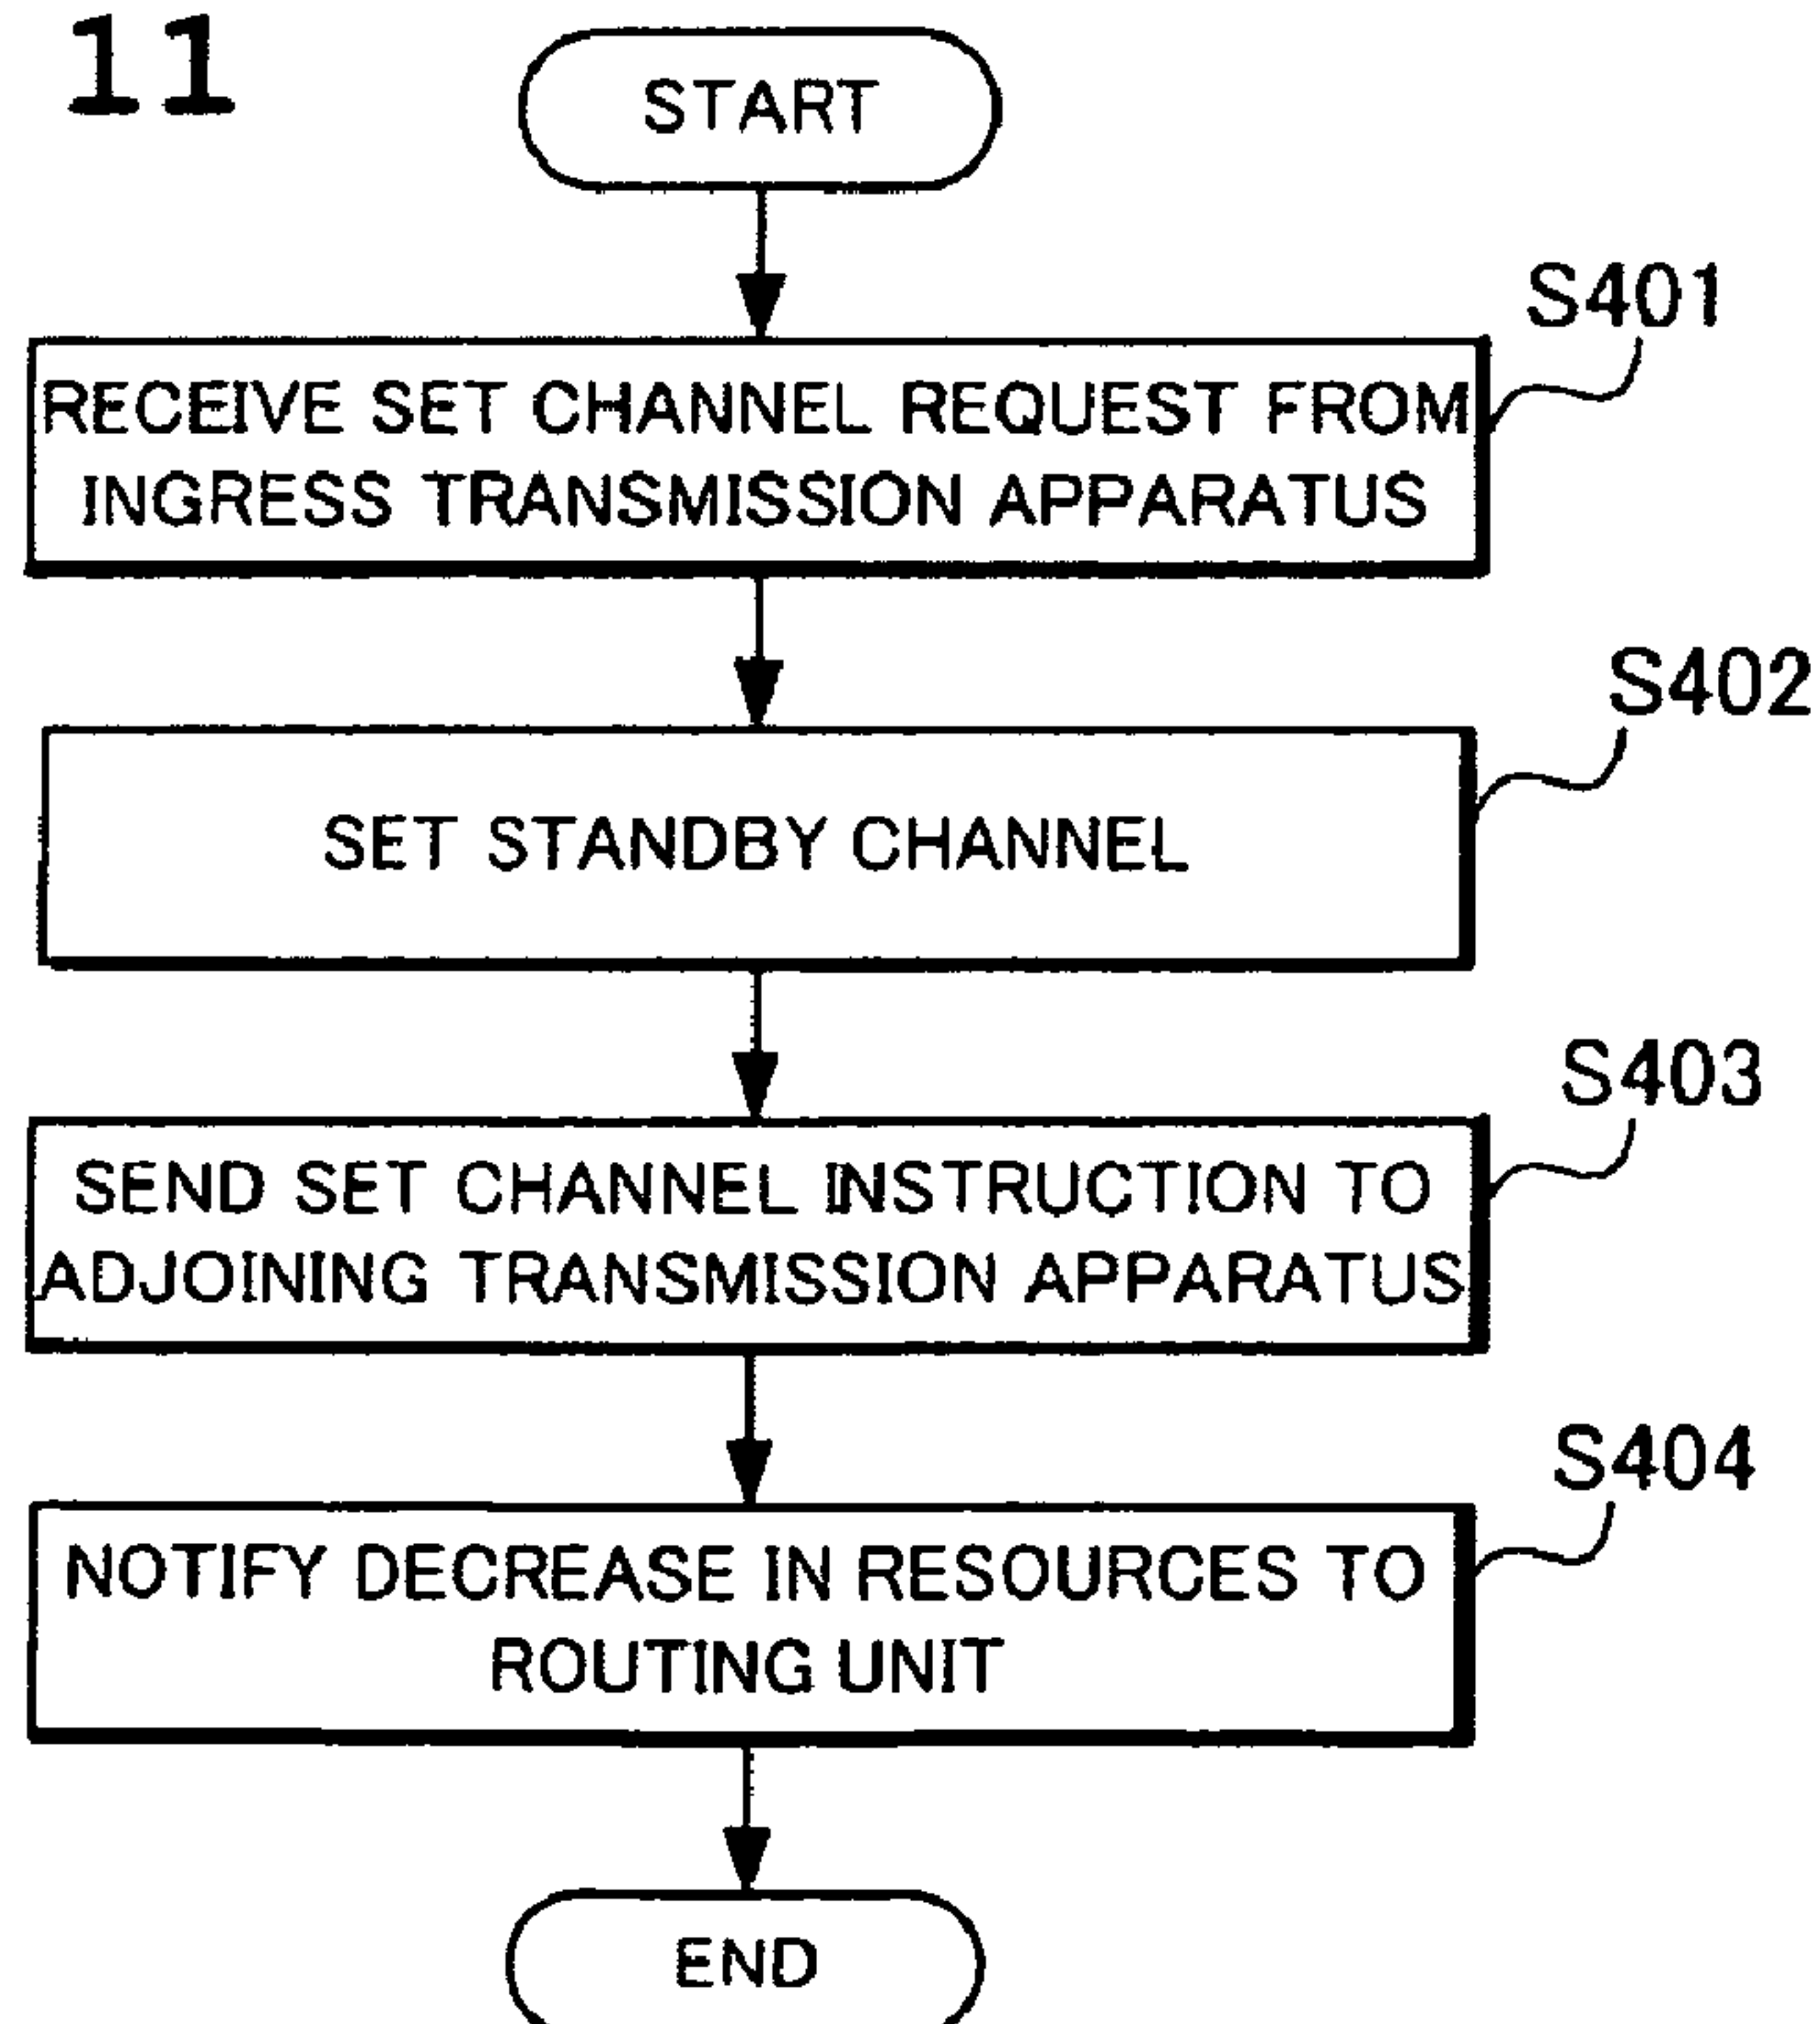 11
START
S401
RECEIVE SET CHANNEL REQUEST FROM
INGRESS TRANSMISSION APPARATUS
S402
SET STANDBY CHANNEL
S403
SEND SET CHANNEL INSTRUCTION TO
ADJOINING TRANSMISSION APPARATUS
S404
NOTIFY DECREASE IN RESOURCES TO
ROUTING UNIT
END